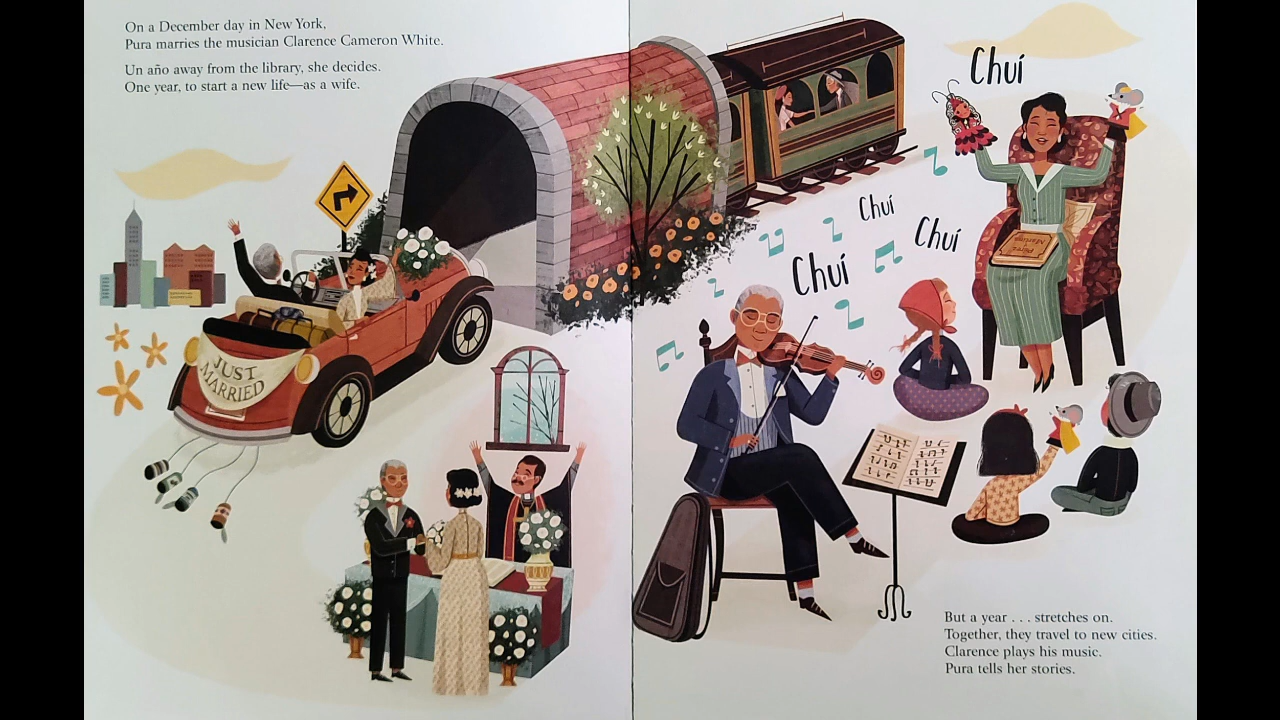 On a December day in New York,
Pura marries the musician Clarence Cameron White.
Un año away from the library, she decides.
One year, to start a new life—as a wife.
JUST
MARRIED
Chuí
Chuí
Chuí
Chuí
Pérez y
Martina
But a year . . . stretches on.
Together, they travel to new cities.
Clarence plays his music.
Pura tells her stories.